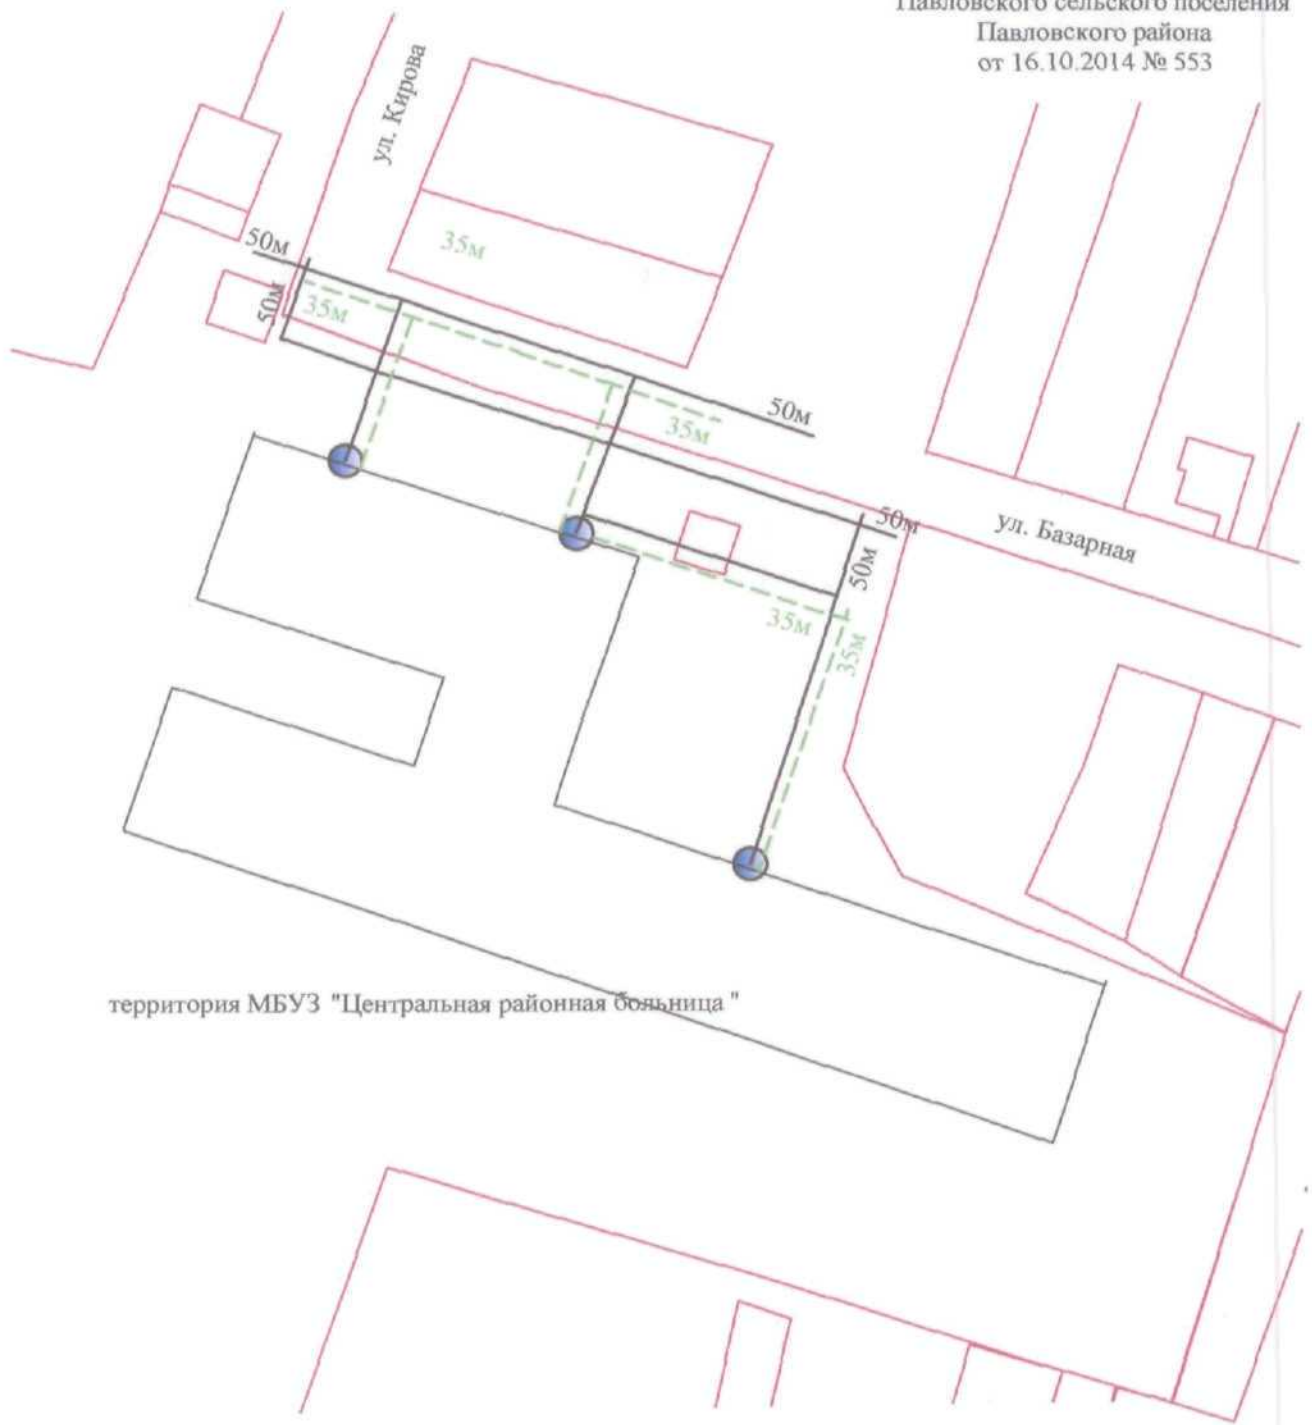 Павловского сельского поселения
Павловского района
от 16.10.2014 № 553
ул. Кирова
50м
35м
50м
35м
50м
35м
50м
ул. Базарная
50м
35м
35м
территория МБУЗ "Центральная районная больница "